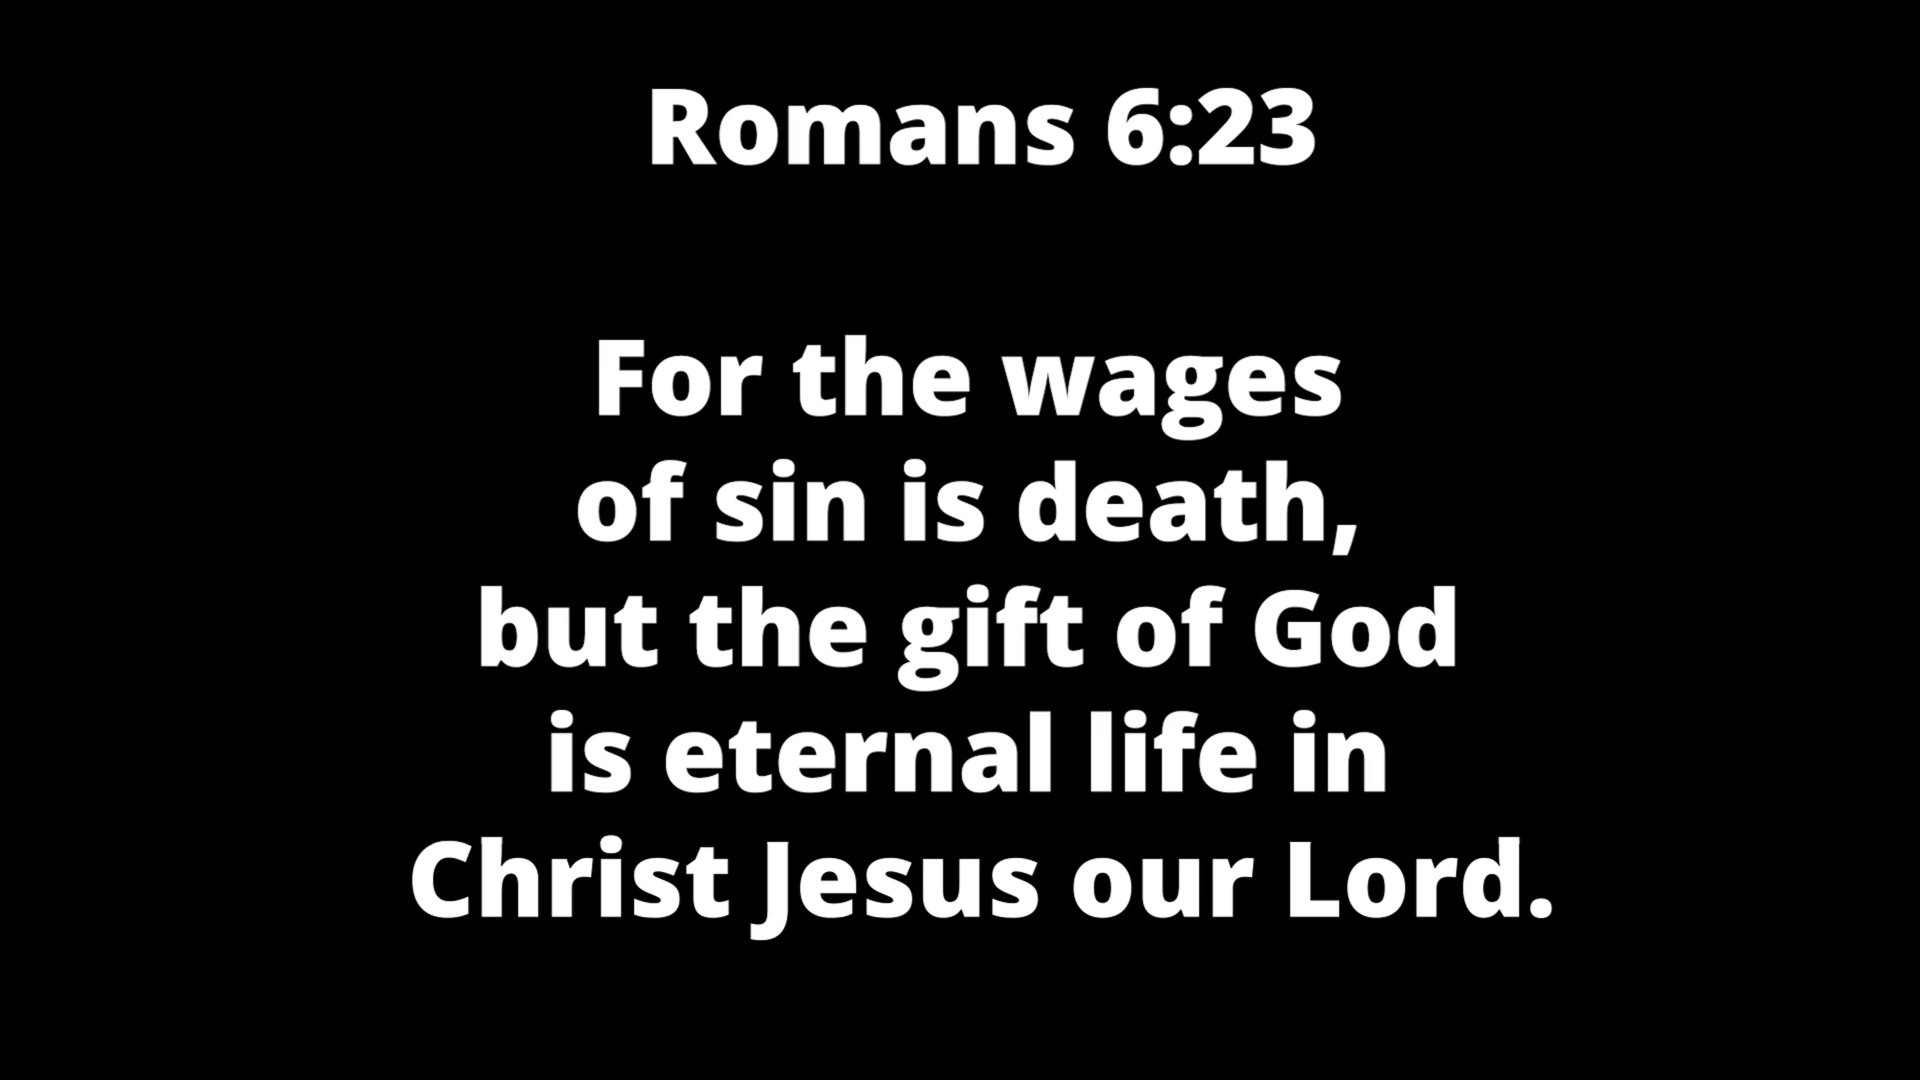 Romans 6:23
For the wages
of sin is death,
but the gift of God
is eternal life in
Christ Jesus our Lord.